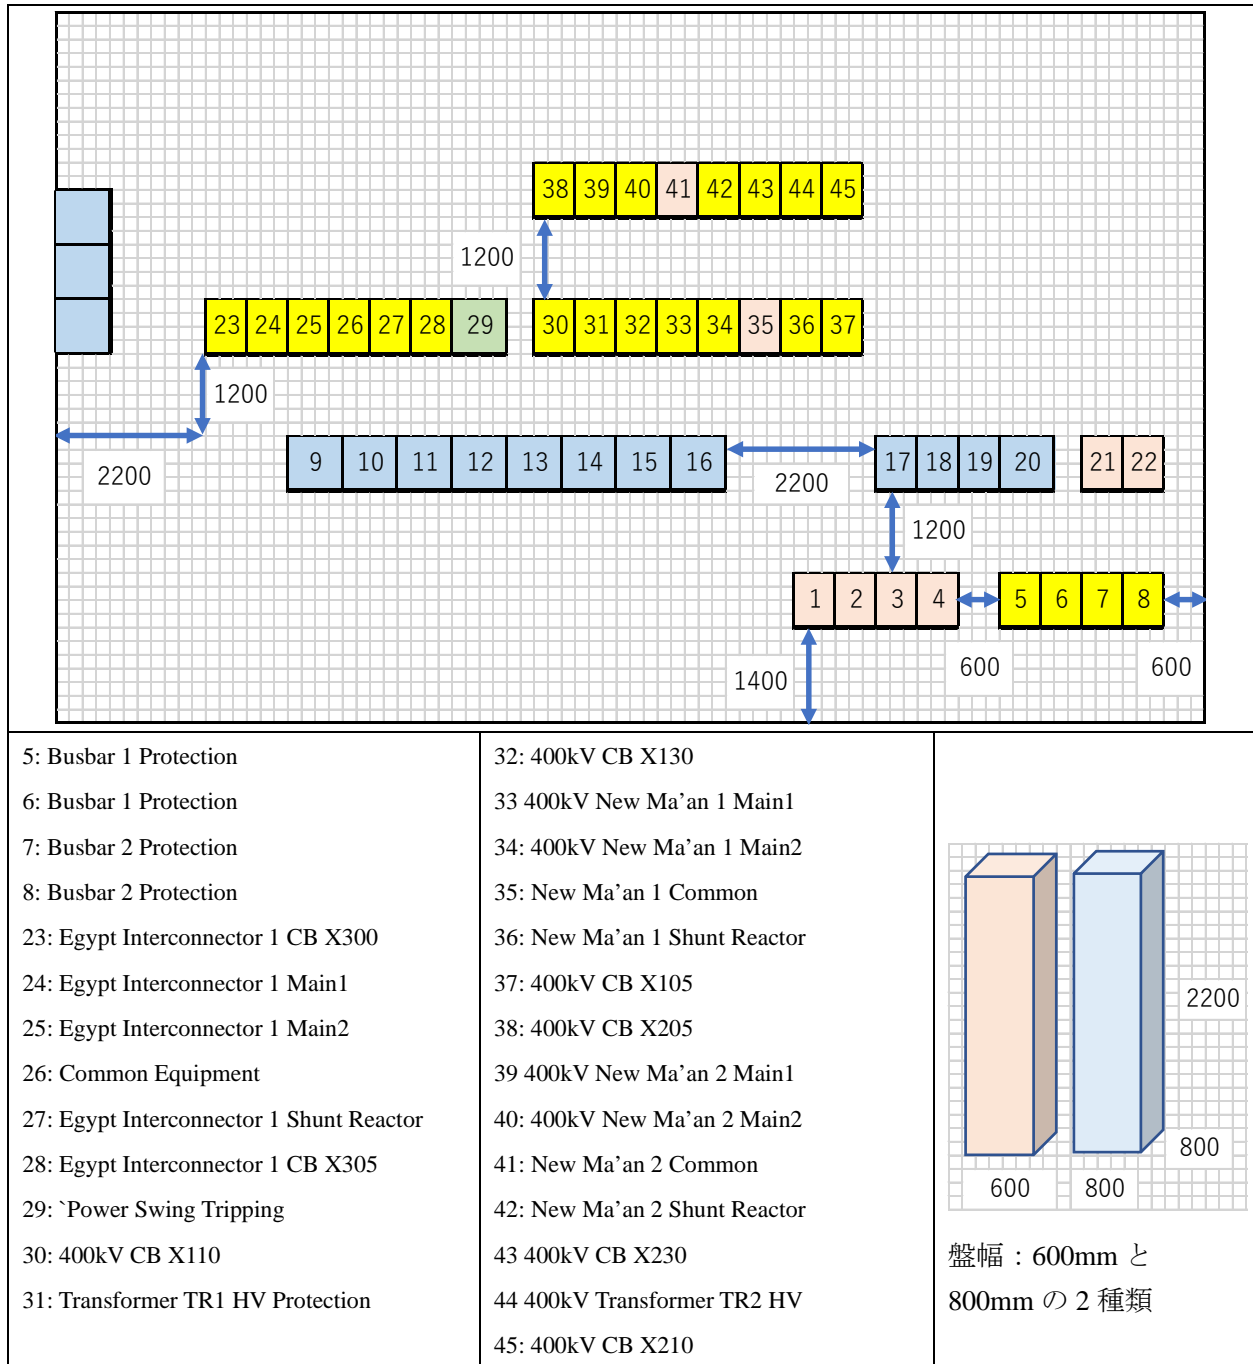 38 39 40 41 42 43 44 45
1200
23 24 25 26 27 28 29 30 31 32 33 34 35 36 37
1200
2200
9 10 11 12 13 14 15 16
2200
17 18 19 20 21 22
1200
1 2 3 4 5 6 7 8
1400
600
600
5: Busbar 1 Protection
6: Busbar 1 Protection
7: Busbar 2 Protection
8: Busbar 2 Protection
23: Egypt Interconnector 1 CB X300
24: Egypt Interconnector 1 Main1
25: Egypt Interconnector 1 Main2
26: Common Equipment
27: Egypt Interconnector 1 Shunt Reactor
28: Egypt Interconnector 1 CB X305
29: `Power Swing Tripping
30: 400kV CB X110
31: Transformer TR1 HV Protection
32: 400kV CB X130
33 400kV New Ma’an 1 Main1
34: 400kV New Ma’an 1 Main2
35: New Ma’an 1 Common
36: New Ma’an 1 Shunt Reactor
37: 400kV CB X105
38: 400kV CB X205
39 400kV New Ma’an 2 Main1
40: 400kV New Ma’an 2 Main2
41: New Ma’an 2 Common
42: New Ma’an 2 Shunt Reactor
43 400kV CB X230
44 400kV Transformer TR2 HV
45: 400kV CB X210
2200
800
600
800
盤幅：600mm と
800mm の 2 種類